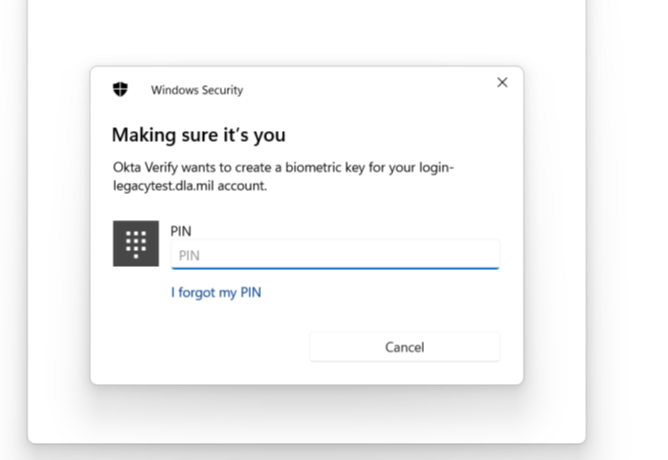 Windows Security
Making sure it's you
Okta Verify wants to create a biometric key for your login-
legacytest.dla.mil account.
PIN
PIN
I forgot my PIN
Cancel